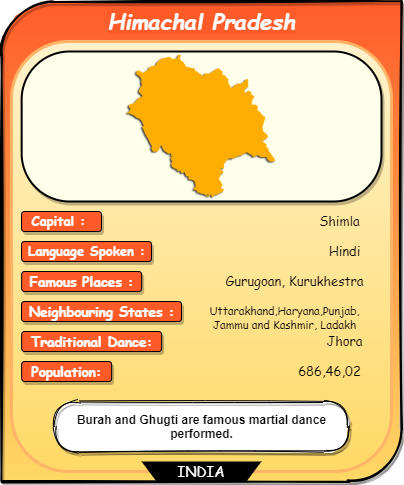 Himachal Pradesh
Capital : Shimla
Language Spoken : Hindi
Famous Places : Gurugoan, Kurukhestra
Neighbouring States : Uttarakhand,Haryana,Punjab,
Jammu and Kashmir, Ladakh
Traditional Dance: Jhora
Population: 686,46,02
Burah and Ghugti are famous martial dance
performed.
INDIA